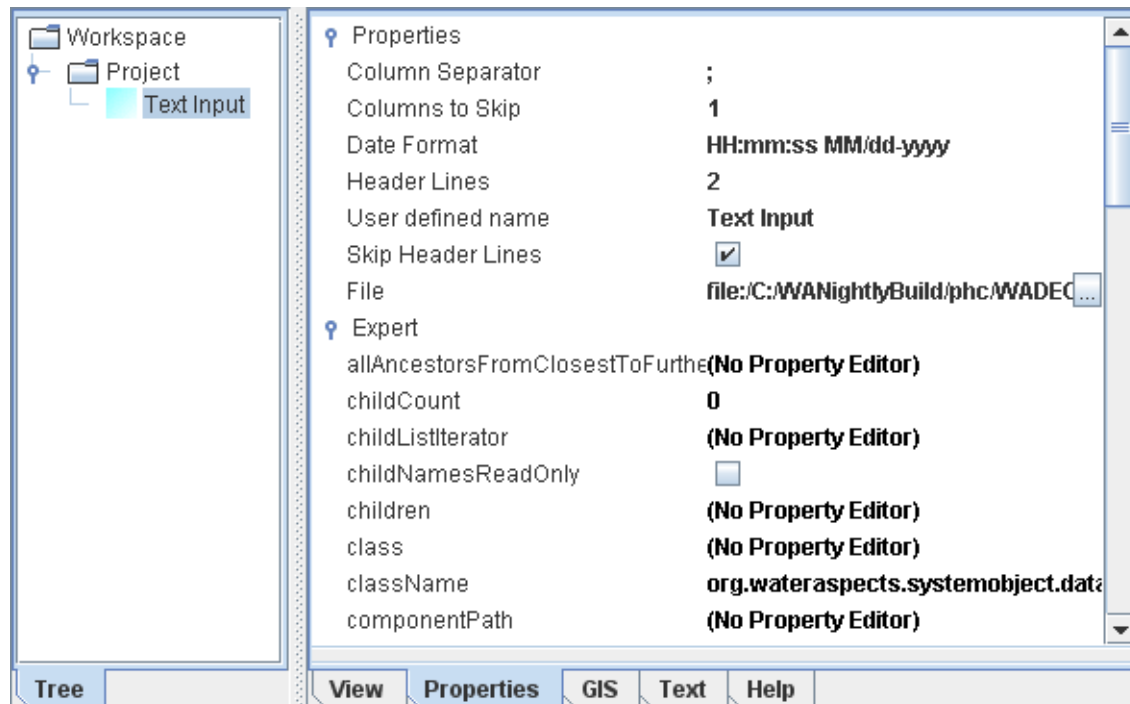 Workspace
Project
Text Input
Tree
Properties
Column Separator ;
Columns to Skip 1
Date Format HH:mm:ss MM/dd-yyyy
Header Lines 2
User defined name Text Input
Skip Header Lines
File file:/C:/WANightlyBuild/phc/WADEC...
Expert
allAncestorsFromClosestToFurthe(No Property Editor)
childCount 0
childListIterator (No Property Editor)
childNamesReadOnly
children (No Property Editor)
class (No Property Editor)
className org.wateraspects.systemobject.data
componentPath (No Property Editor)
View Properties GIS Text Help